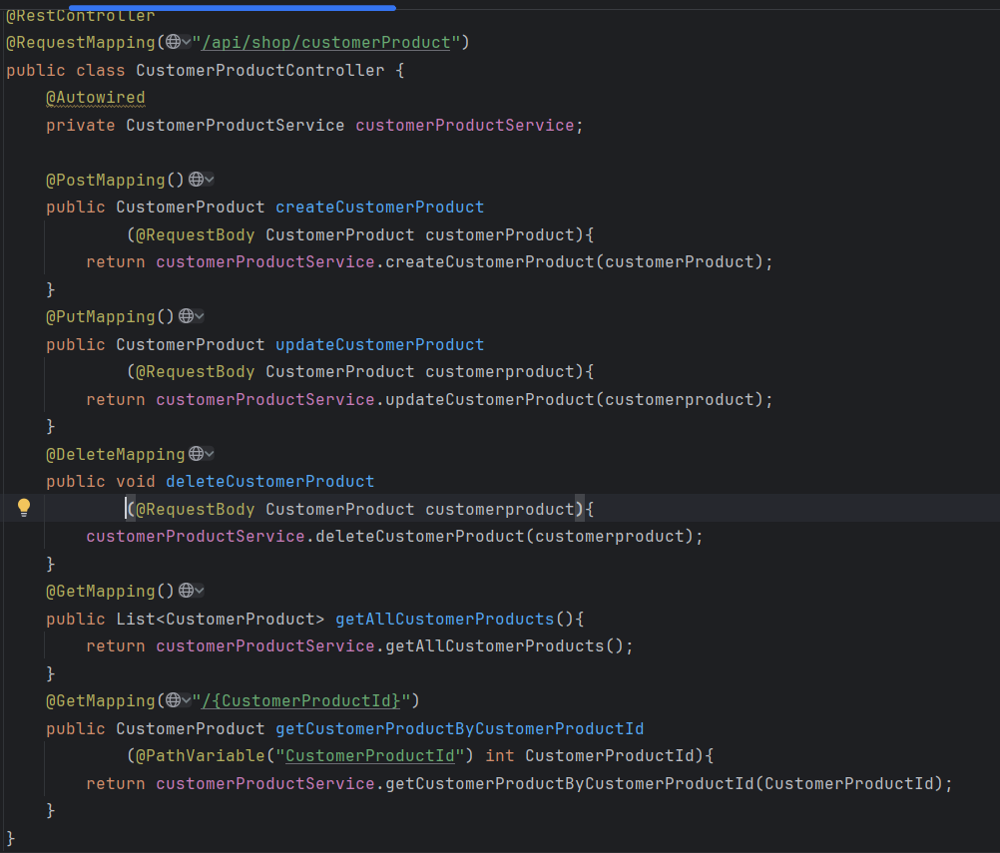 @RestController
@RequestMapping("/api/shop/customerProduct")
public class CustomerProductController {
    @Autowired
    private CustomerProductService customerProductService;

    @PostMapping()
    public CustomerProduct createCustomerProduct
            (@RequestBody CustomerProduct customerProduct){
        return customerProductService.createCustomerProduct(customerProduct);
    }
    @PutMapping()
    public CustomerProduct updateCustomerProduct
            (@RequestBody CustomerProduct customerproduct){
        return customerProductService.updateCustomerProduct(customerproduct);
    }
    @DeleteMapping
    public void deleteCustomerProduct
            (@RequestBody CustomerProduct customerproduct){
        customerProductService.deleteCustomerProduct(customerproduct);
    }
    @GetMapping()
    public List<CustomerProduct> getAllCustomerProducts(){
        return customerProductService.getAllCustomerProducts();
    }
    @GetMapping("/{CustomerProductId}")
    public CustomerProduct getCustomerProductByCustomerProductId
            (@PathVariable("CustomerProductId") int CustomerProductId){
        return customerProductService.getCustomerProductByCustomerProductId(CustomerProductId);
    }
}